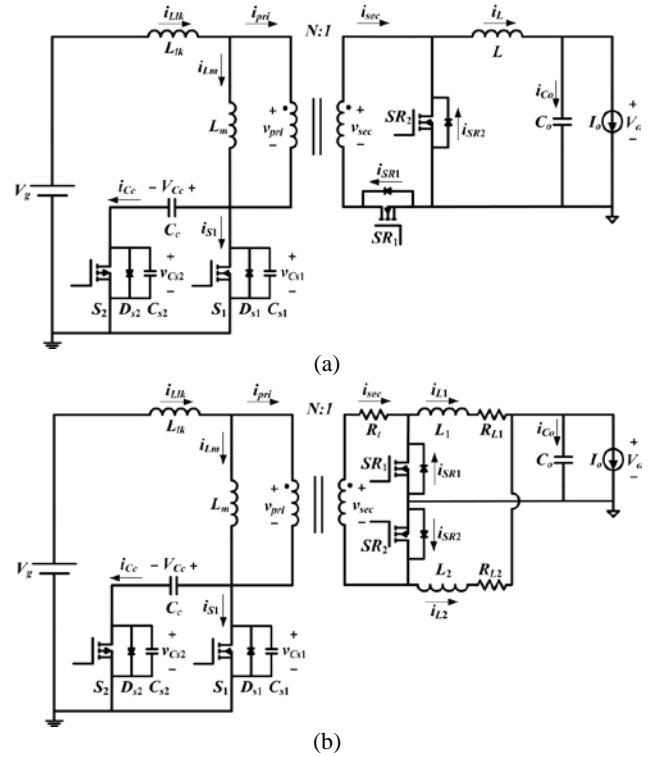 i_Llk i_pri N:1 i_sec i_L
L_lk L
i_Lm i_Co
+ + SR_2 +
L_m v_pri v_sec i_SR2 C_o I_o V_o
− − −
i_SR1
V_g i_Cc − V_Cc +
C_c i_S1 SR_1
+ +
v_Cs2 v_Cs1
− −
S_2 D_s2 C_s2 S_1 D_s1 C_s1
(a)
i_Llk i_pri N:1 i_sec i_L1
L_lk R_t L_1 R_L1
i_Lm SR_1 i_SR1 i_Co
+ + +
L_m v_pri v_sec C_o I_o V_o
− − −
SR_2 i_SR2
V_g i_Cc − V_Cc + L_2 R_L2
C_c i_S1 i_L2
+ +
v_Cs2 v_Cs1
− −
S_2 D_s2 C_s2 S_1 D_s1 C_s1
(b)